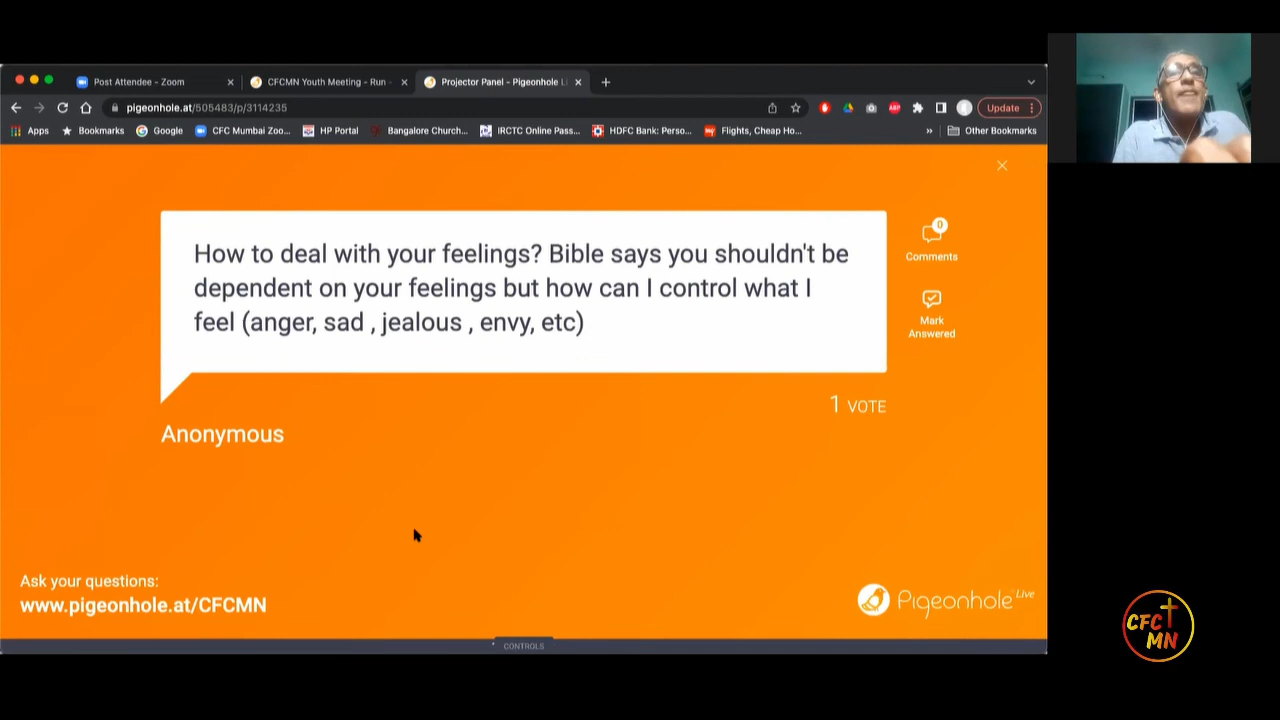 Post Attendee - Zoom
CFCMN Youth Meeting - Run -
Projector Panel - Pigeonhole Li
pigeonhole.at/505483/p/3114235
Update
Apps
Bookmarks
Google
CFC Mumbai Zoo...
HP Portal
Bangalore Church,...
IRCTC Online Pass...
HDFC Bank: Perso...
Flights, Cheap Ho...
»
Other Bookmarks
How to deal with your feelings? Bible says you shouldn't be
dependent on your feelings but how can I control what I
feel (anger, sad , jealous , envy, etc)
0
Comments
Mark
Answered
1 VOTE
Anonymous
Ask your questions:
www.pigeonhole.at/CFCMN
Pigeonhole Live
CONTROLS
CFC
MN